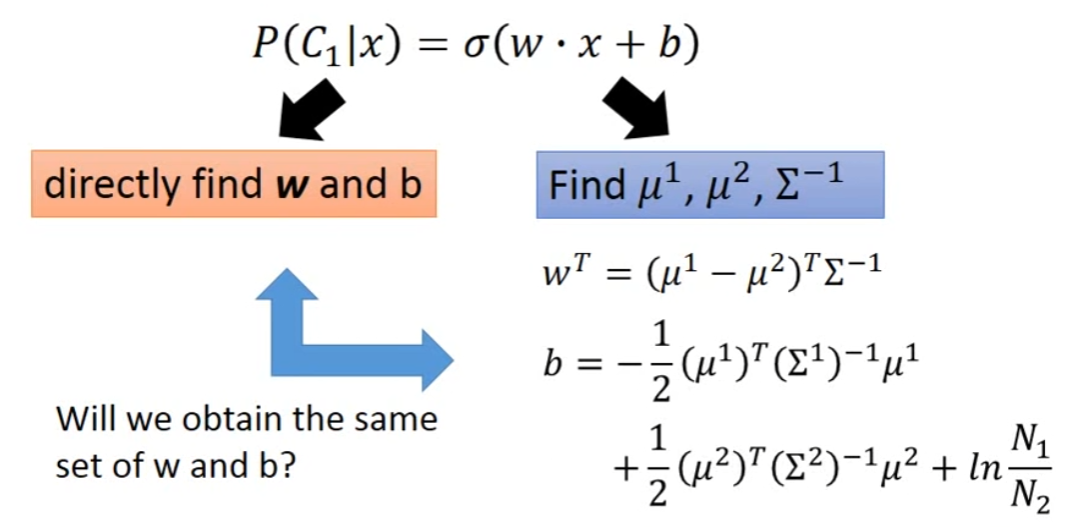 P(C₁|x) = σ(w · x + b)
directly find w and b
Find μ¹, μ², Σ⁻¹
wᵀ = (μ¹ − μ²)ᵀΣ⁻¹
b = −1/2 (μ¹)ᵀ(Σ¹)⁻¹μ¹
+1/2 (μ²)ᵀ(Σ²)⁻¹μ² + ln N₁/N₂
Will we obtain the same
set of w and b?